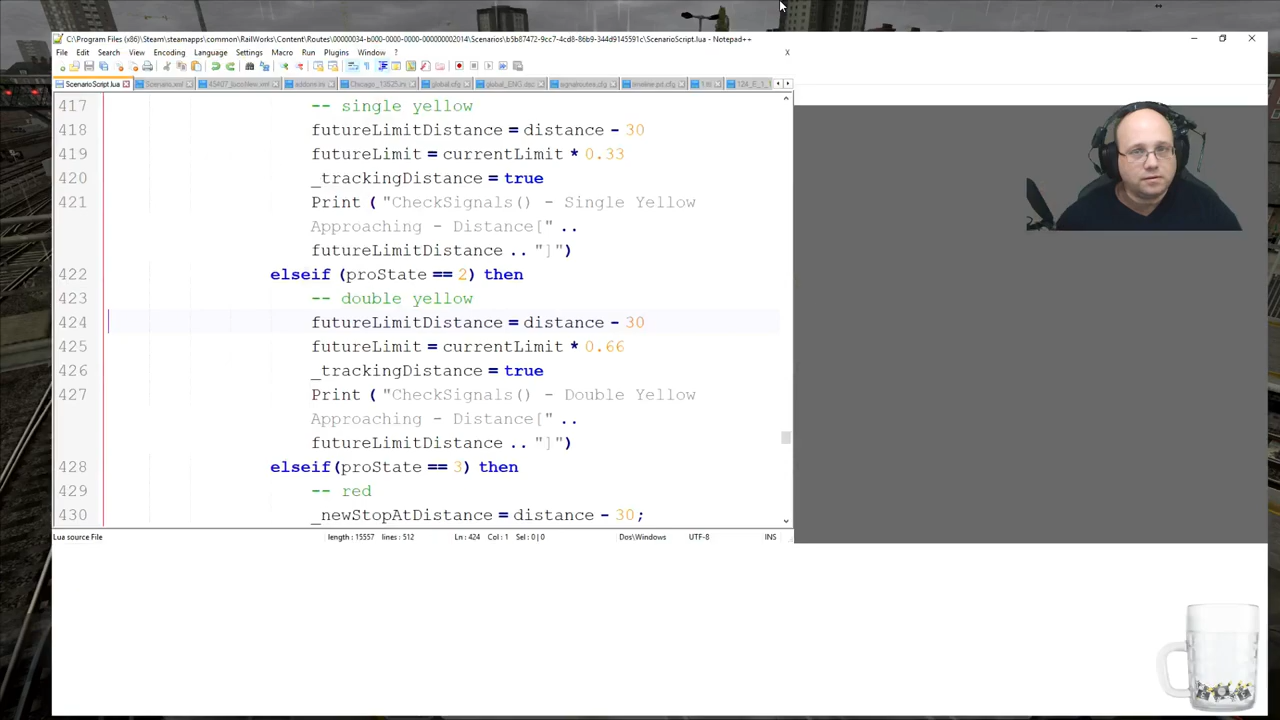 C:\Program Files (x86)\Steam\steamapps\common\RailWorks\Content\Routes\00000034-b000-0000-0000-000000002014\Scenarios\b5b87472-9cc7-4cd8-86b9-344d9145591c\ScenarioScript.lua - Notepad++
File Edit Search View Encoding Language Settings Macro Run Plugins Window ? X
ScenarioScript.lua Scenario.xml global.cfg
417 -- single yellow
418 futureLimitDistance = distance - 30
419 futureLimit = currentLimit * 0.33
420 _trackingDistance = true
421 Print ( "CheckSignals() - Single Yellow
Approaching - Distance[" ..
futureLimitDistance .. "]")
422 elseif (proState == 2) then
423 -- double yellow
424 futureLimitDistance = distance - 30
425 futureLimit = currentLimit * 0.66
426 _trackingDistance = true
427 Print ( "CheckSignals() - Double Yellow
Approaching - Distance[" ..
futureLimitDistance .. "]")
428 elseif(proState == 3) then
429 -- red
430 _newStopAtDistance = distance - 30;
Lua source File length : 15557 lines : 512 Ln : 424 Col : 1 Sel : 0 | 0 Dos\Windows UTF-8 INS